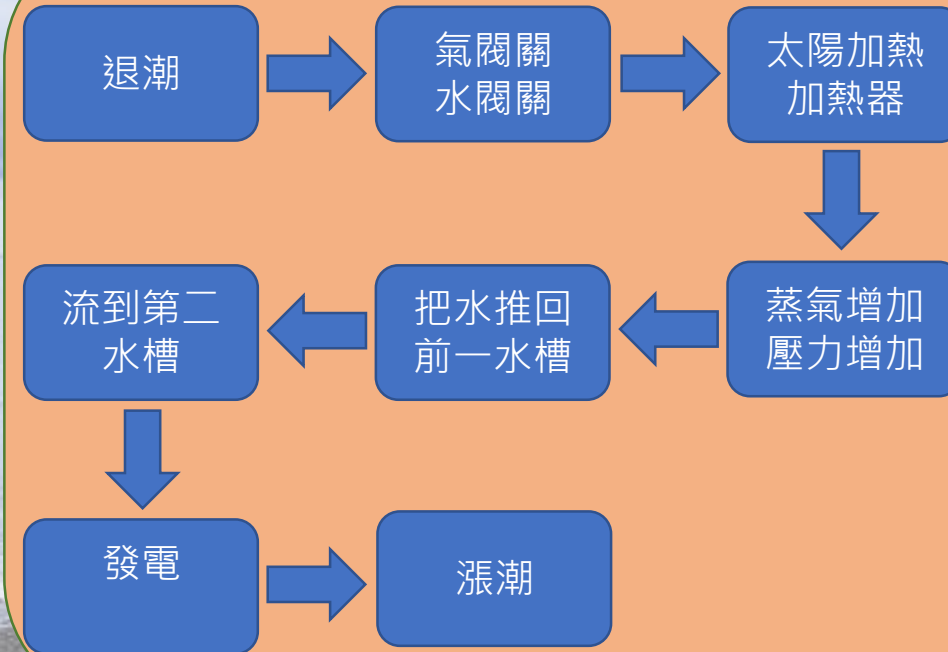 退潮
氣閥關
水閥關
太陽加熱
加熱器
蒸氣增加
壓力增加
把水推回
前一水槽
流到第二
水槽
發電
漲潮